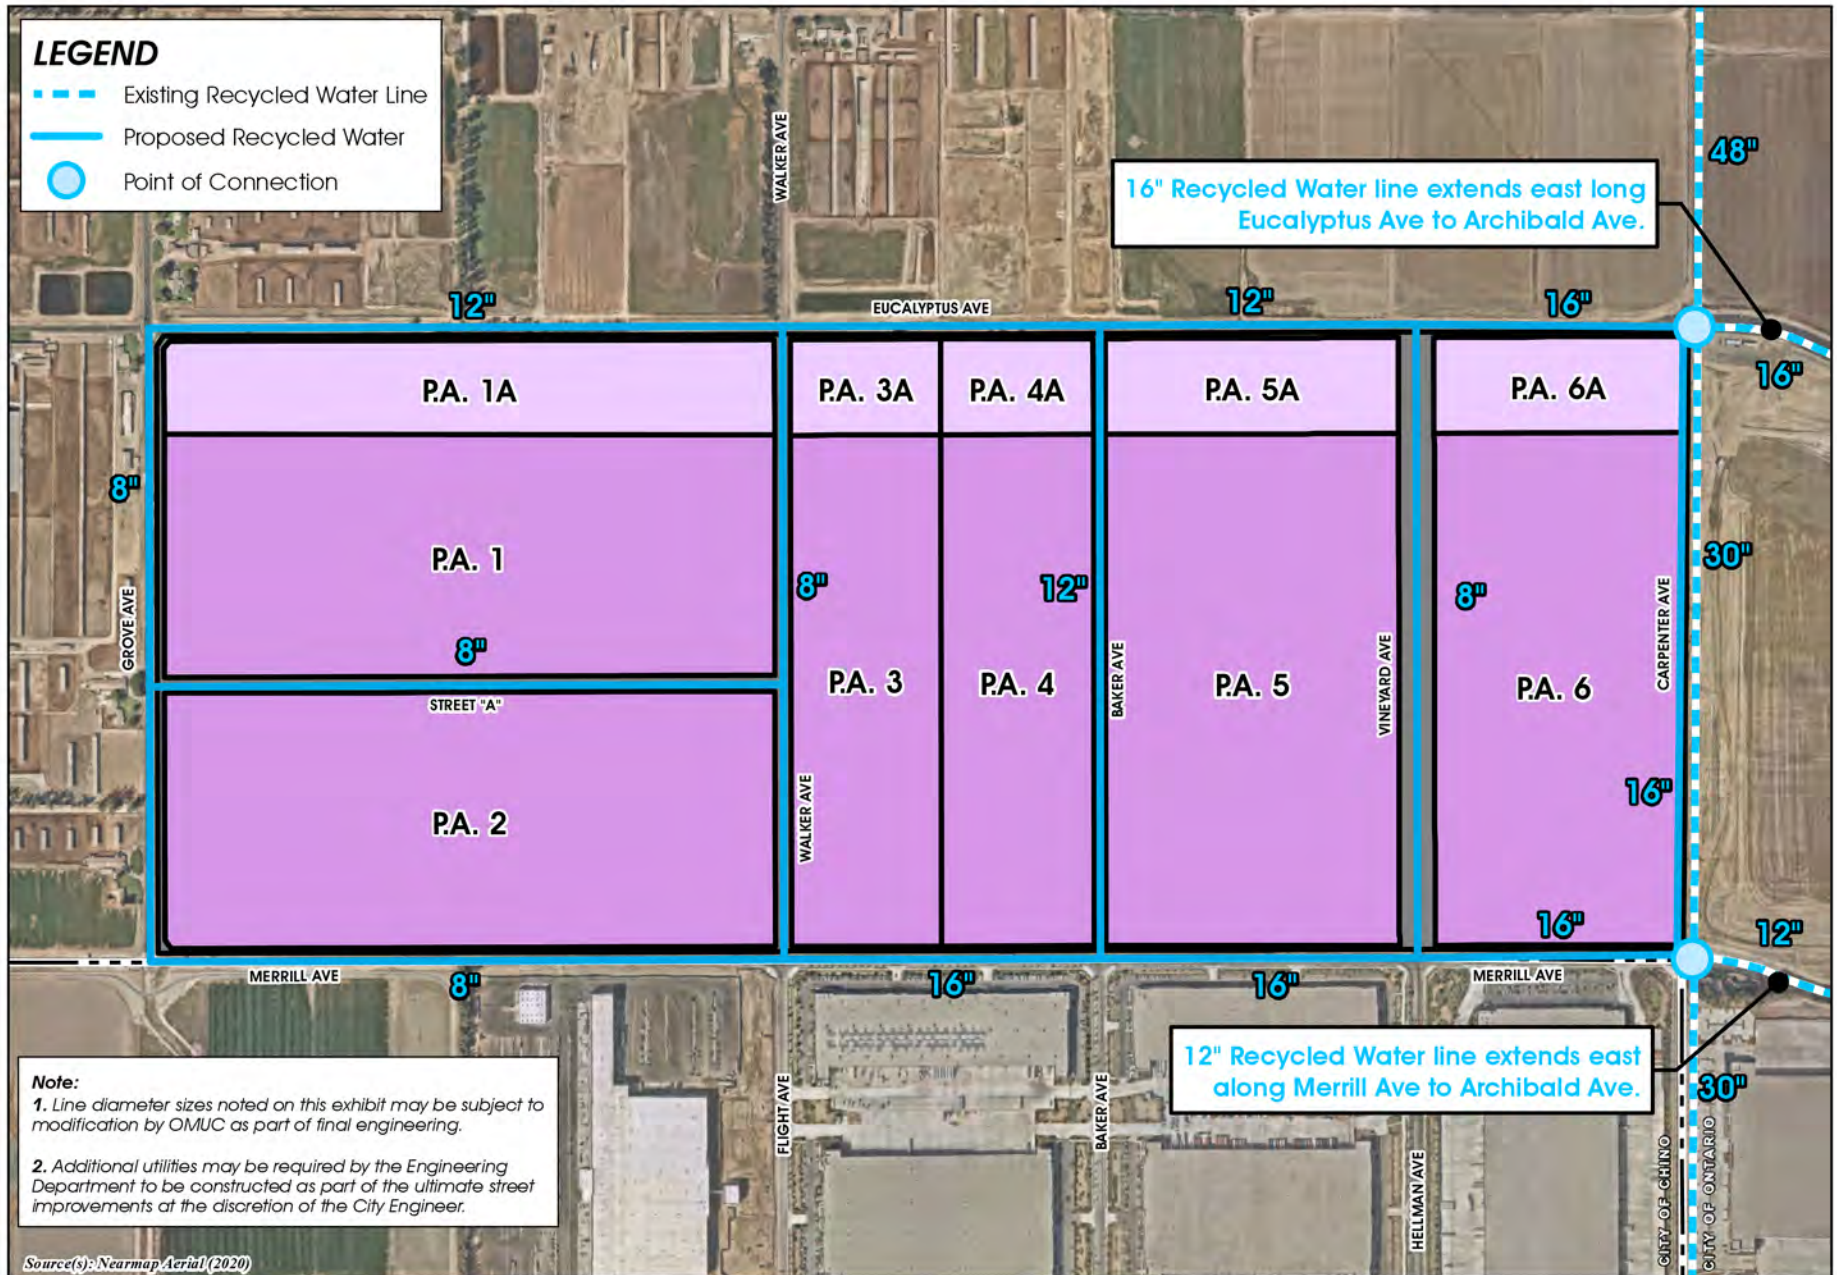 LEGEND
Existing Recycled Water Line
Proposed Recycled Water
Point of Connection
WALKER AVE
48"
16" Recycled Water line extends east long
Eucalyptus Ave to Archibald Ave.
12"
EUCALYPTUS AVE
12"
16"
16"
P.A. 1A
P.A. 3A
P.A. 4A
P.A. 5A
P.A. 6A
8"
P.A. 1
8"
12"
8"
30"
GROVE AVE
8"
STREET "A"
P.A. 3
P.A. 4
BAKER AVE
P.A. 5
VINEYARD AVE
P.A. 6
CARPENTER AVE
P.A. 2
WALKER AVE
16"
16"
12"
MERRILL AVE
8"
16"
16"
MERRILL AVE
12" Recycled Water line extends east
along Merrill Ave to Archibald Ave.
30"
FLIGHT AVE
BAKER AVE
HELLMAN AVE
CITY OF CHINO
CITY OF ONTARIO
Note:
1. Line diameter sizes noted on this exhibit may be subject to
modification by OMUC as part of final engineering.
2. Additional utilities may be required by the Engineering
Department to be constructed as part of the ultimate street
improvements at the discretion of the City Engineer.
Source(s): Nearmap Aerial (2020)